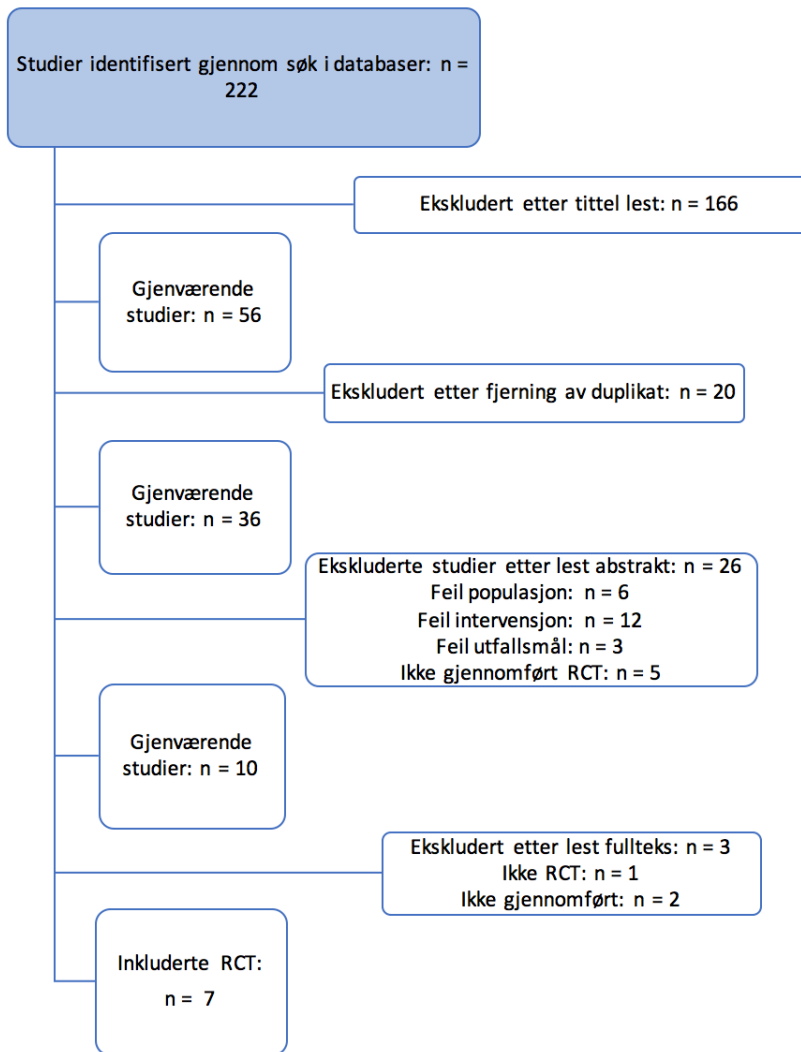 Studier identifisert gjennom søk i databaser: n =
222
Ekskludert etter tittel lest: n = 166
Gjenværende
studier: n = 56
Ekskludert etter fjerning av duplikat: n = 20
Gjenværende
studier: n = 36
Ekskluderte studier etter lest abstrakt: n = 26
Feil populasjon: n = 6
Feil intervensjon: n = 12
Feil utfallsmål: n = 3
Ikke gjennomført RCT: n = 5
Gjenværende
studier: n = 10
Ekskludert etter lest fullteks: n = 3
Ikke RCT: n = 1
Ikke gjennomført: n = 2
Inkluderte RCT:
n = 7